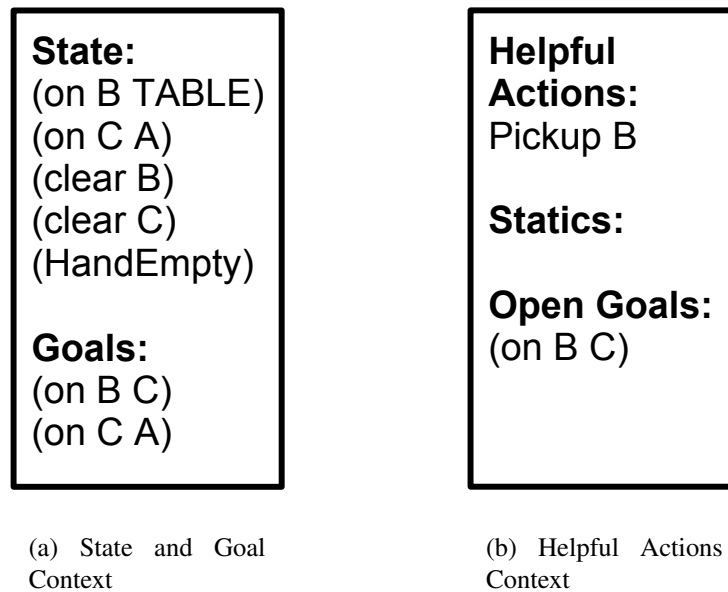 State:
(on B TABLE)
(on C A)
(clear B)
(clear C)
(HandEmpty)
Goals:
(on B C)
(on C A)
Helpful
Actions:
Pickup B
Statics:
Open Goals:
(on B C)
(a) State and Goal
Context
(b) Helpful Actions
Context